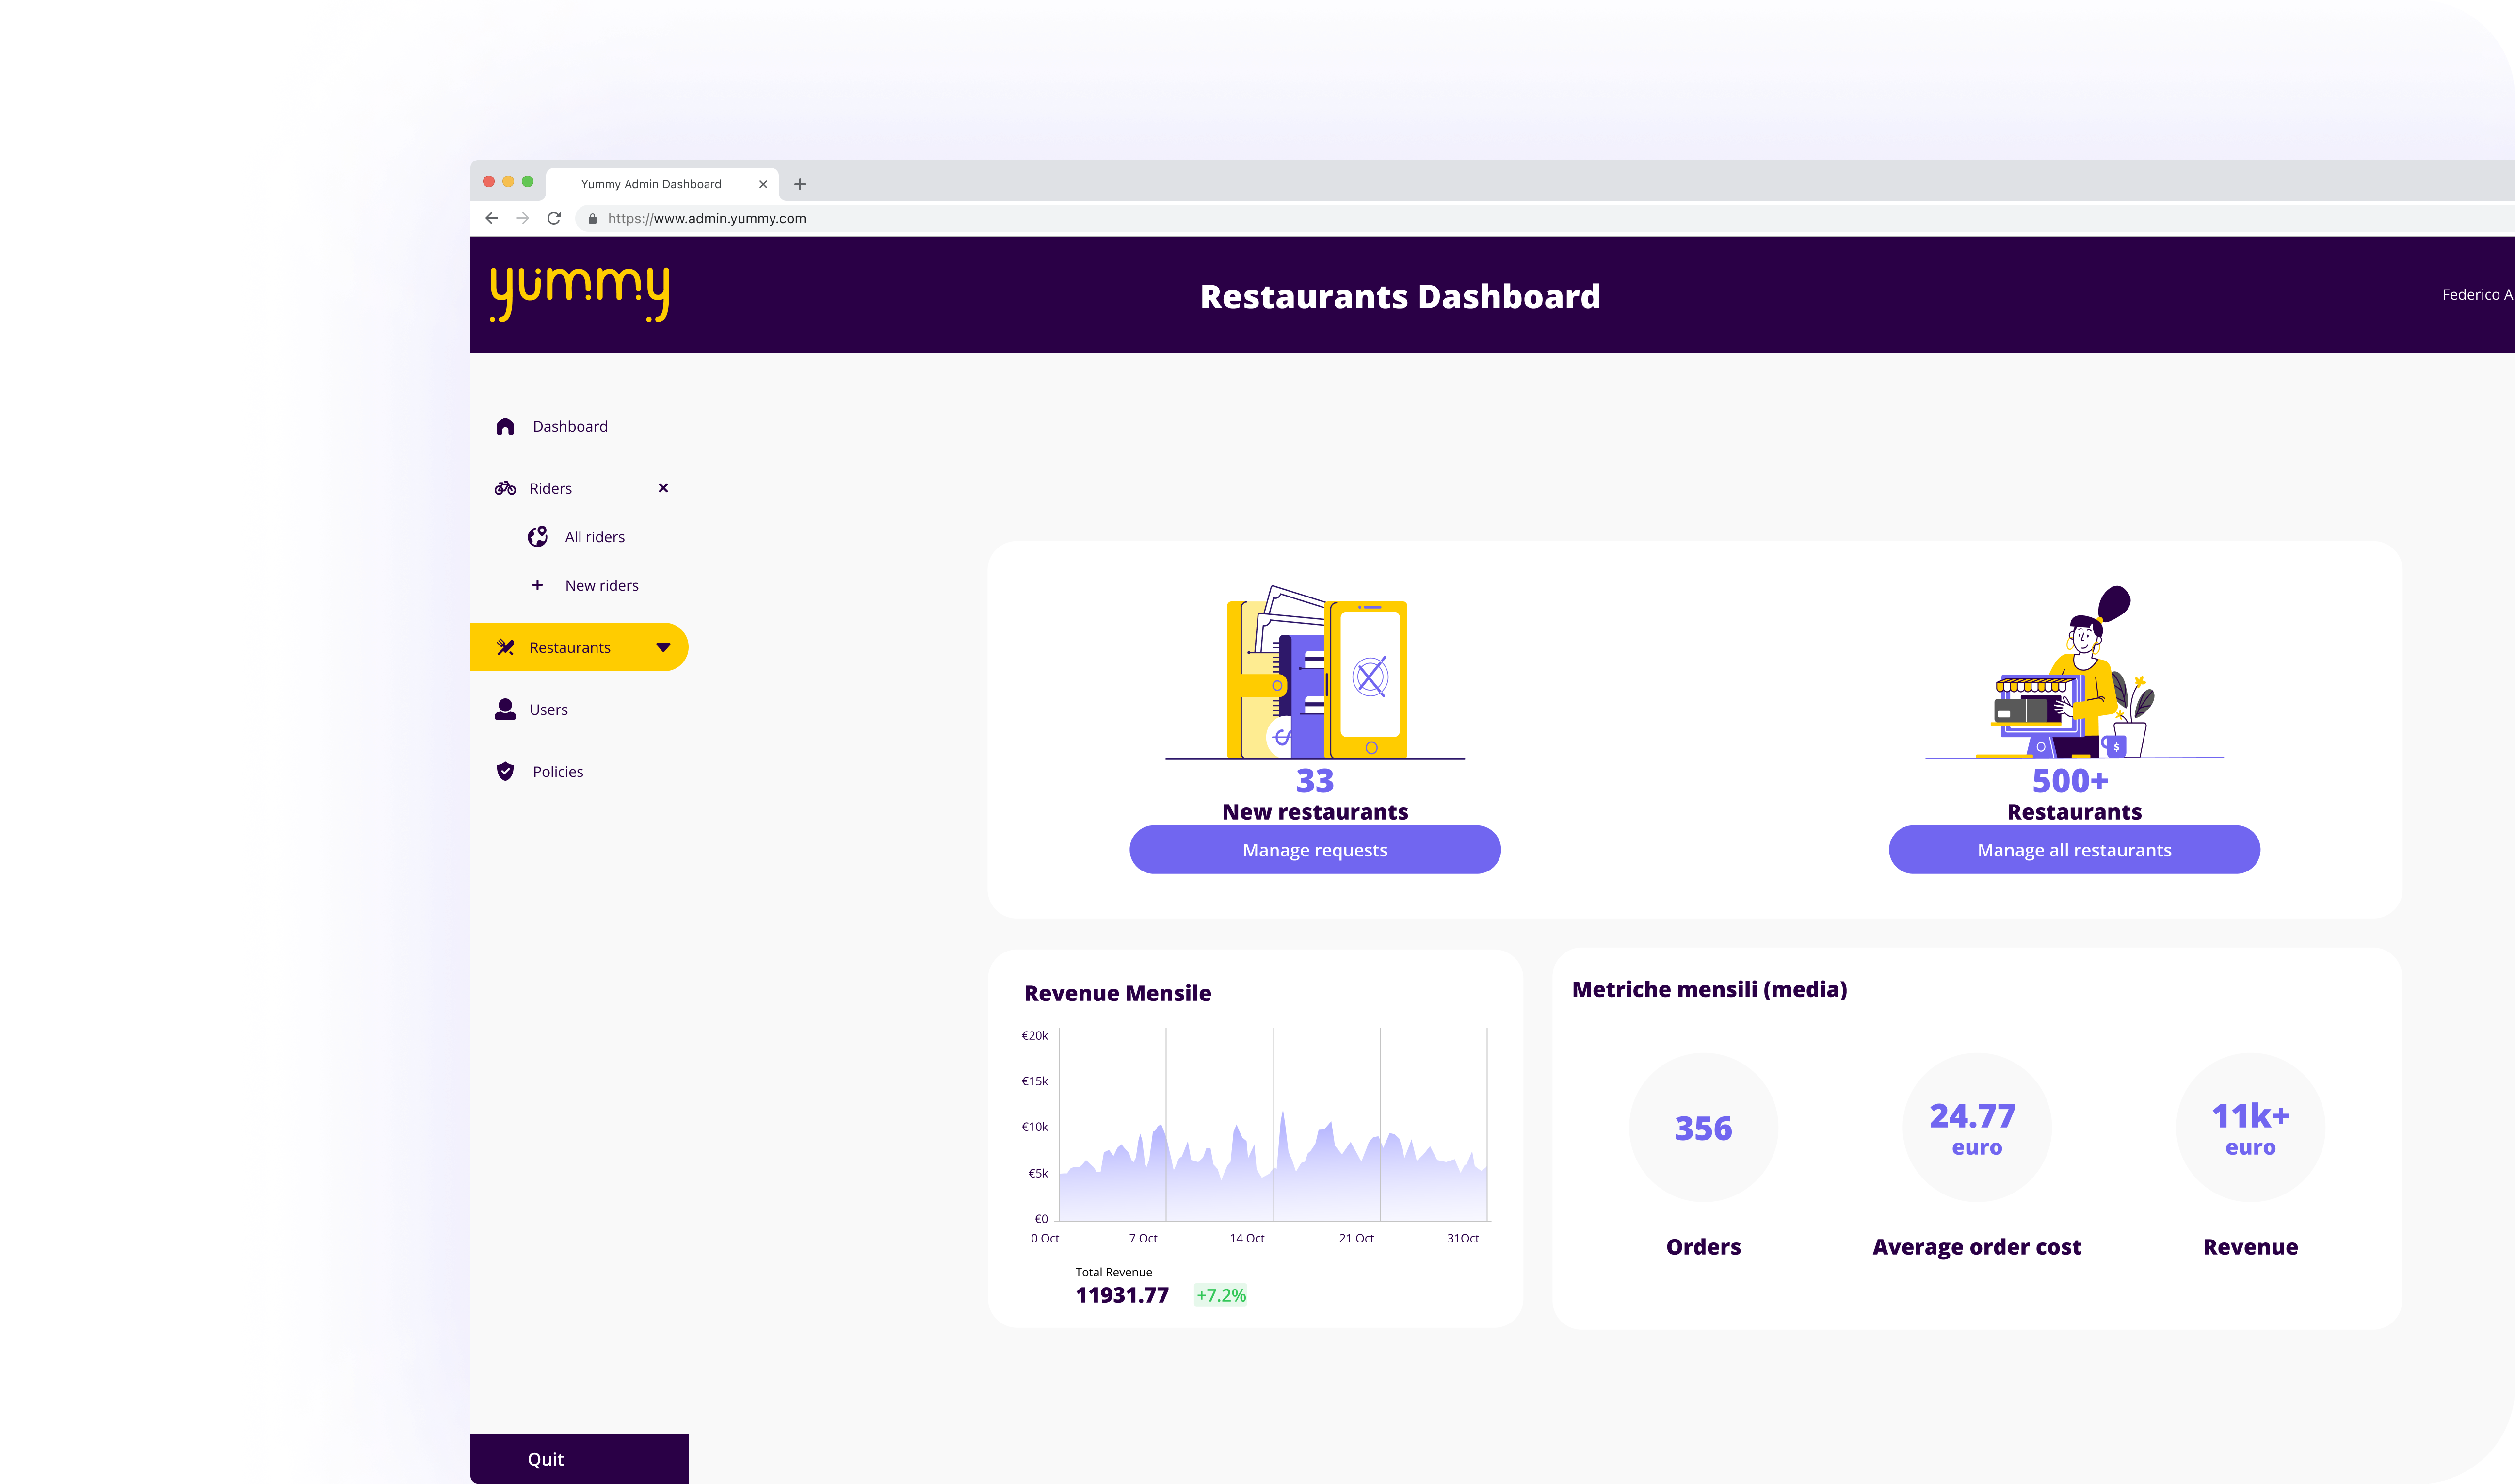 Yummy Admin Dashboard
https://www.admin.yummy.com
yummy
Restaurants Dashboard
Federico
Dashboard
Riders
All riders
New riders
Restaurants
Users
Policies
Quit
$
33
New restaurants
Manage requests
$
500+
Restaurants
Manage all restaurants
Revenue Mensile
€20k
€15k
€10k
€5k
€0
0 Oct 7 Oct 14 Oct 21 Oct 31Oct
Total Revenue
11931.77 +7.2%
Metriche mensili (media)
356
Orders
24.77
euro
Average order cost
11k+
euro
Revenue